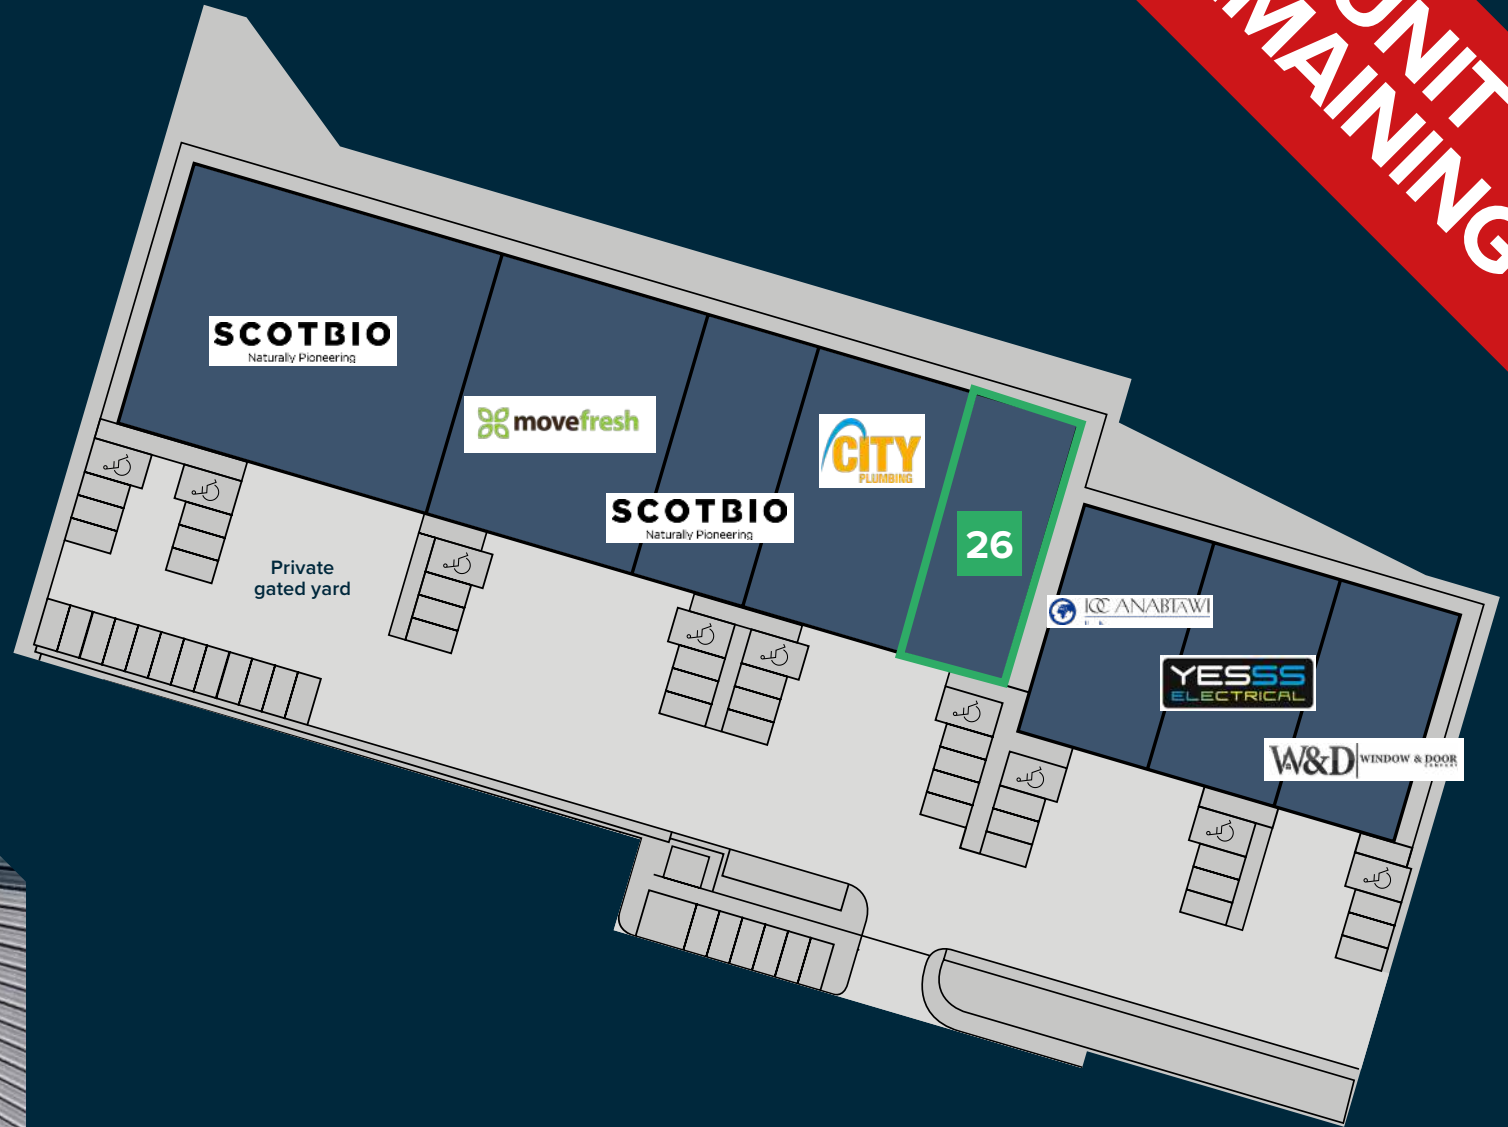 UNIT
MAINING
SCOTBIO
Naturally Pioneering
movefresh
CITY
PLUMBING
SCOTBIO
Naturally Pioneering
26
Private
gated yard
ANABTAWI
YESSS
ELECTRICAL
W&D WINDOW & DOOR
COMPANY